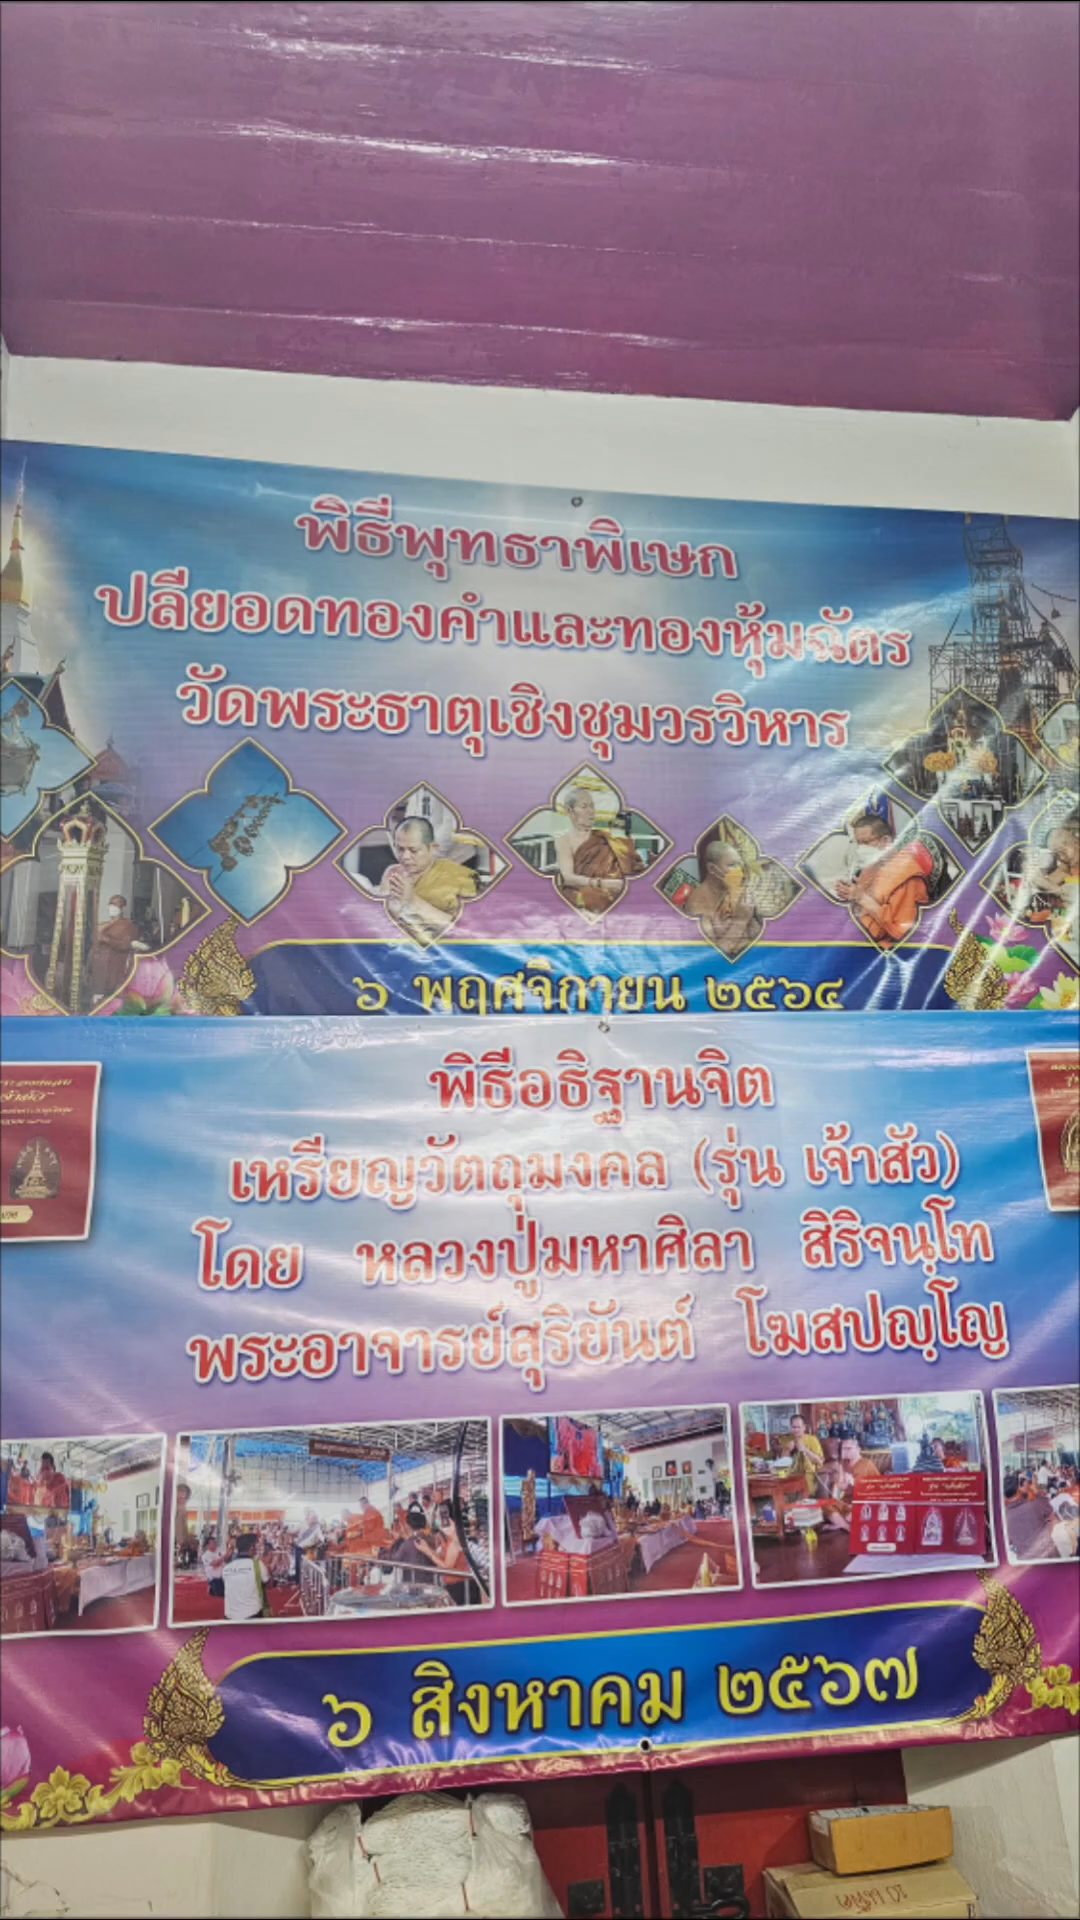 พิธีพุทธาพิเษก
ปลียอดทองคำและทองหุ้มฉัตร
วัดพระธาตุเชิงชุมวรวิหาร
๖ พฤศจิกายน ๒๕๖๔
พิธีอธิฐานจิต
เหรียญวัตถุมงคล (รุ่น เจ้าสัว)
โดย หลวงปู่มหาศิลา สิริจนฺโท
พระอาจารย์สุริยันต์ โฆสปญฺโญ
๖ สิงหาคม ๒๕๖๗